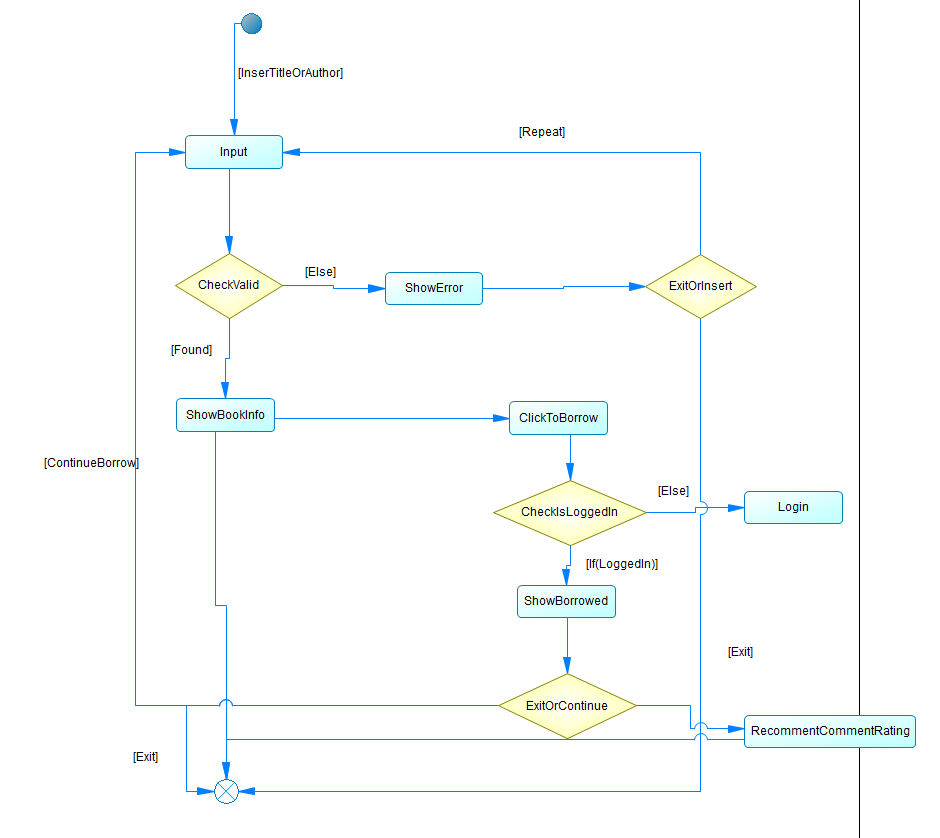 [InserTitleOrAuthor]
[Repeat]
Input
[Else]
CheckValid
ShowError
ExitOrInsert
[Found]
ShowBookInfo
ClickToBorrow
[ContinueBorrow]
[Else]
CheckIsLoggedIn
Login
[If(LoggedIn)]
ShowBorrowed
[Exit]
ExitOrContinue
RecommentCommentRating
[Exit]